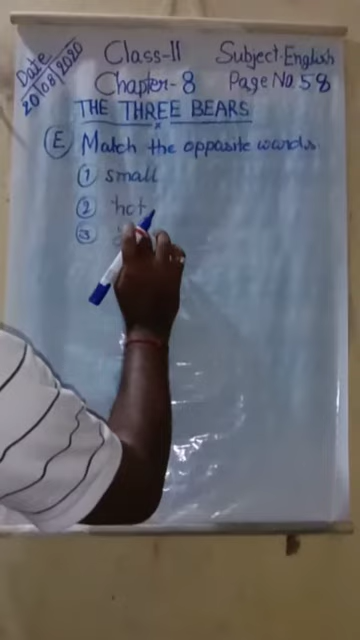 Date
20/08/2020
Class-II Subject-English
Chapter-8 Page No.58
THE THREE BEARS
(E) Match the opposite words.
(1) small
(2) hot
(3)